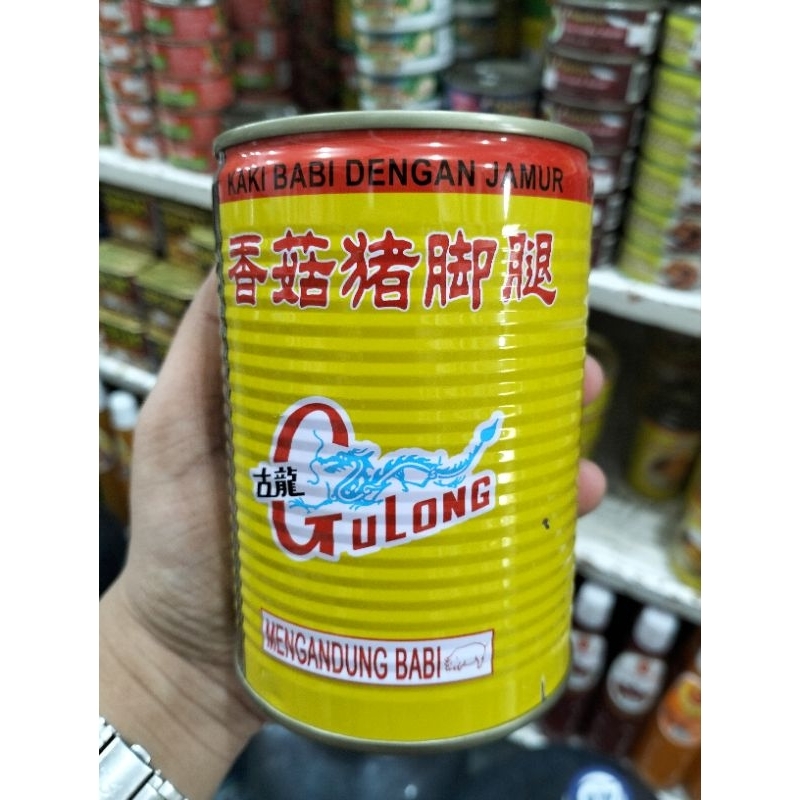 KAKI BABI DENGAN JAMUR
香菇猪脚腿
古龍
GULONG
MENGANDUNG BABI